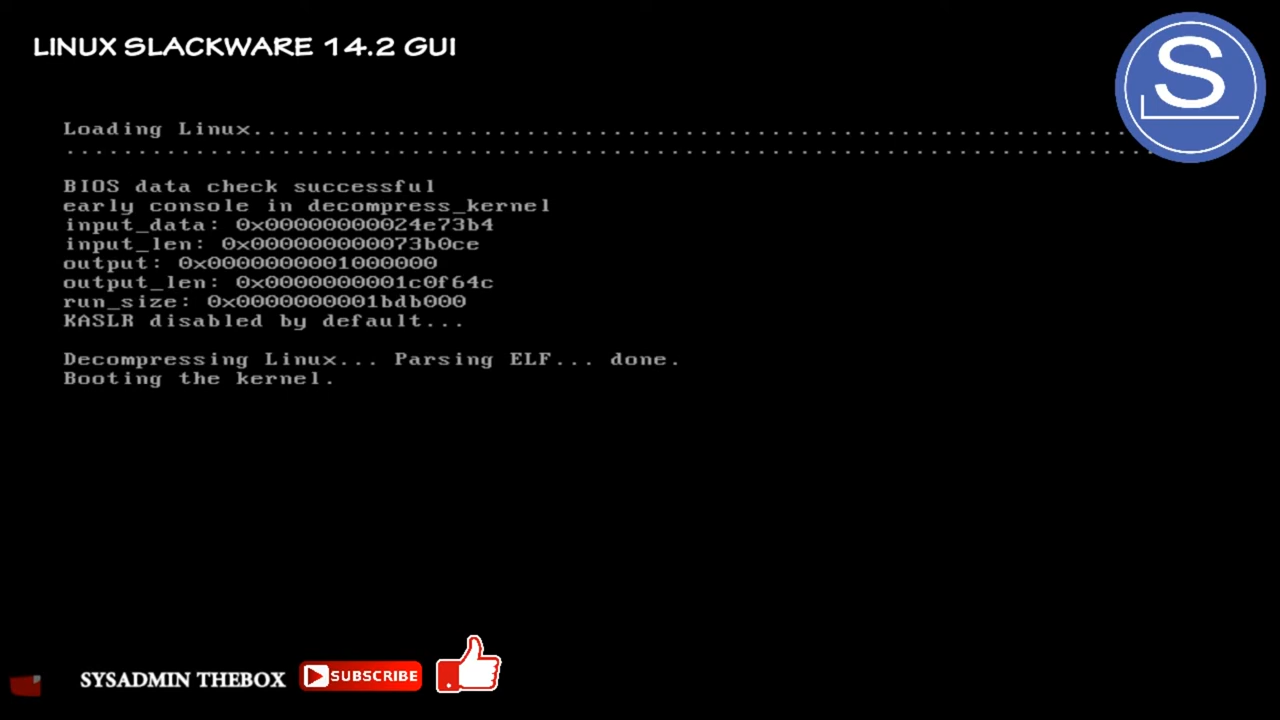 LINUX SLACKWARE 14.2 GUI
S
Loading Linux..........................................................................
............................................................................
BIOS data check successful
early console in decompress_kernel
input_data: 0x00000000024e73b4
input_len: 0x000000000073b0ce
output: 0x0000000001000000
output_len: 0x0000000001c0f64c
run_size: 0x0000000001bdb000
KASLR disabled by default...
Decompressing Linux... Parsing ELF... done.
Booting the kernel.
SYSADMIN THEBOX SUBSCRIBE